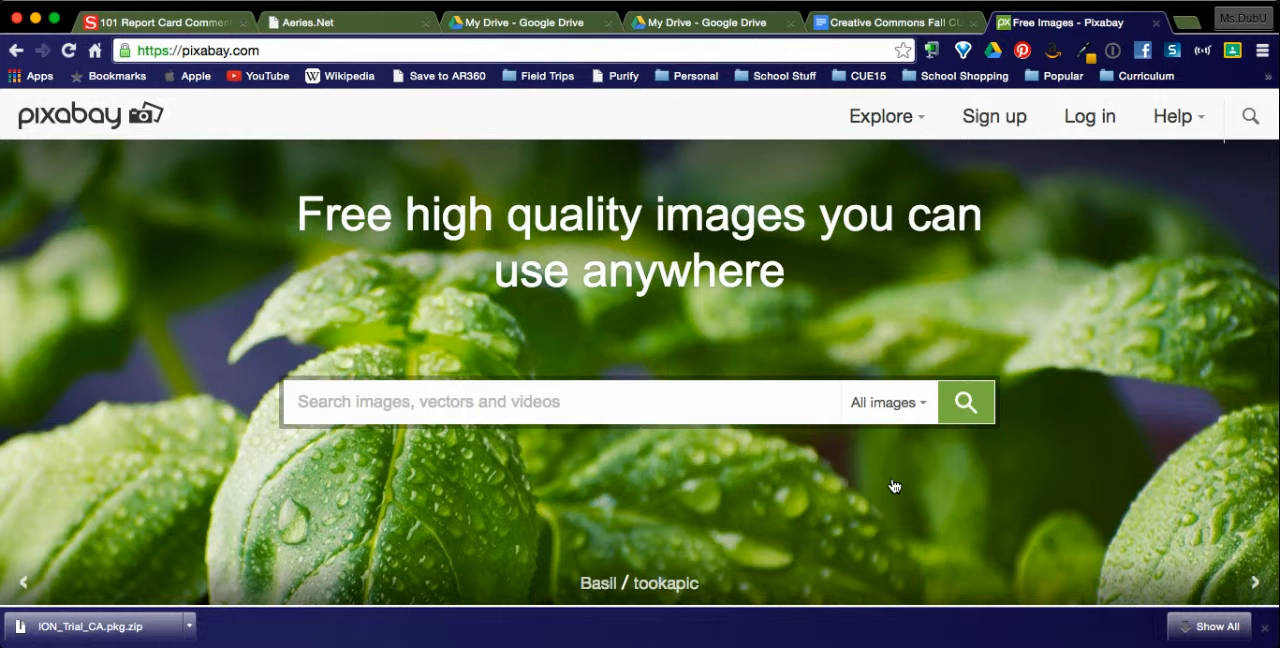 101 Report Card Comment
Aeries.Net
My Drive - Google Drive
My Drive - Google Drive
Creative Commons Fall CU
Free Images - Pixabay
Ms.DubU
https://pixabay.com
Apps
Bookmarks
Apple
YouTube
Wikipedia
Save to AR360
Field Trips
Purify
Personal
School Stuff
CUE15
School Shopping
Popular
Curriculum
»
pixabay
Explore
Sign up
Log in
Help
Free high quality images you can
use anywhere
Search images, vectors and videos
All images
Basil / tookapic
ION_Trial_CA.pkg.zip
Show All